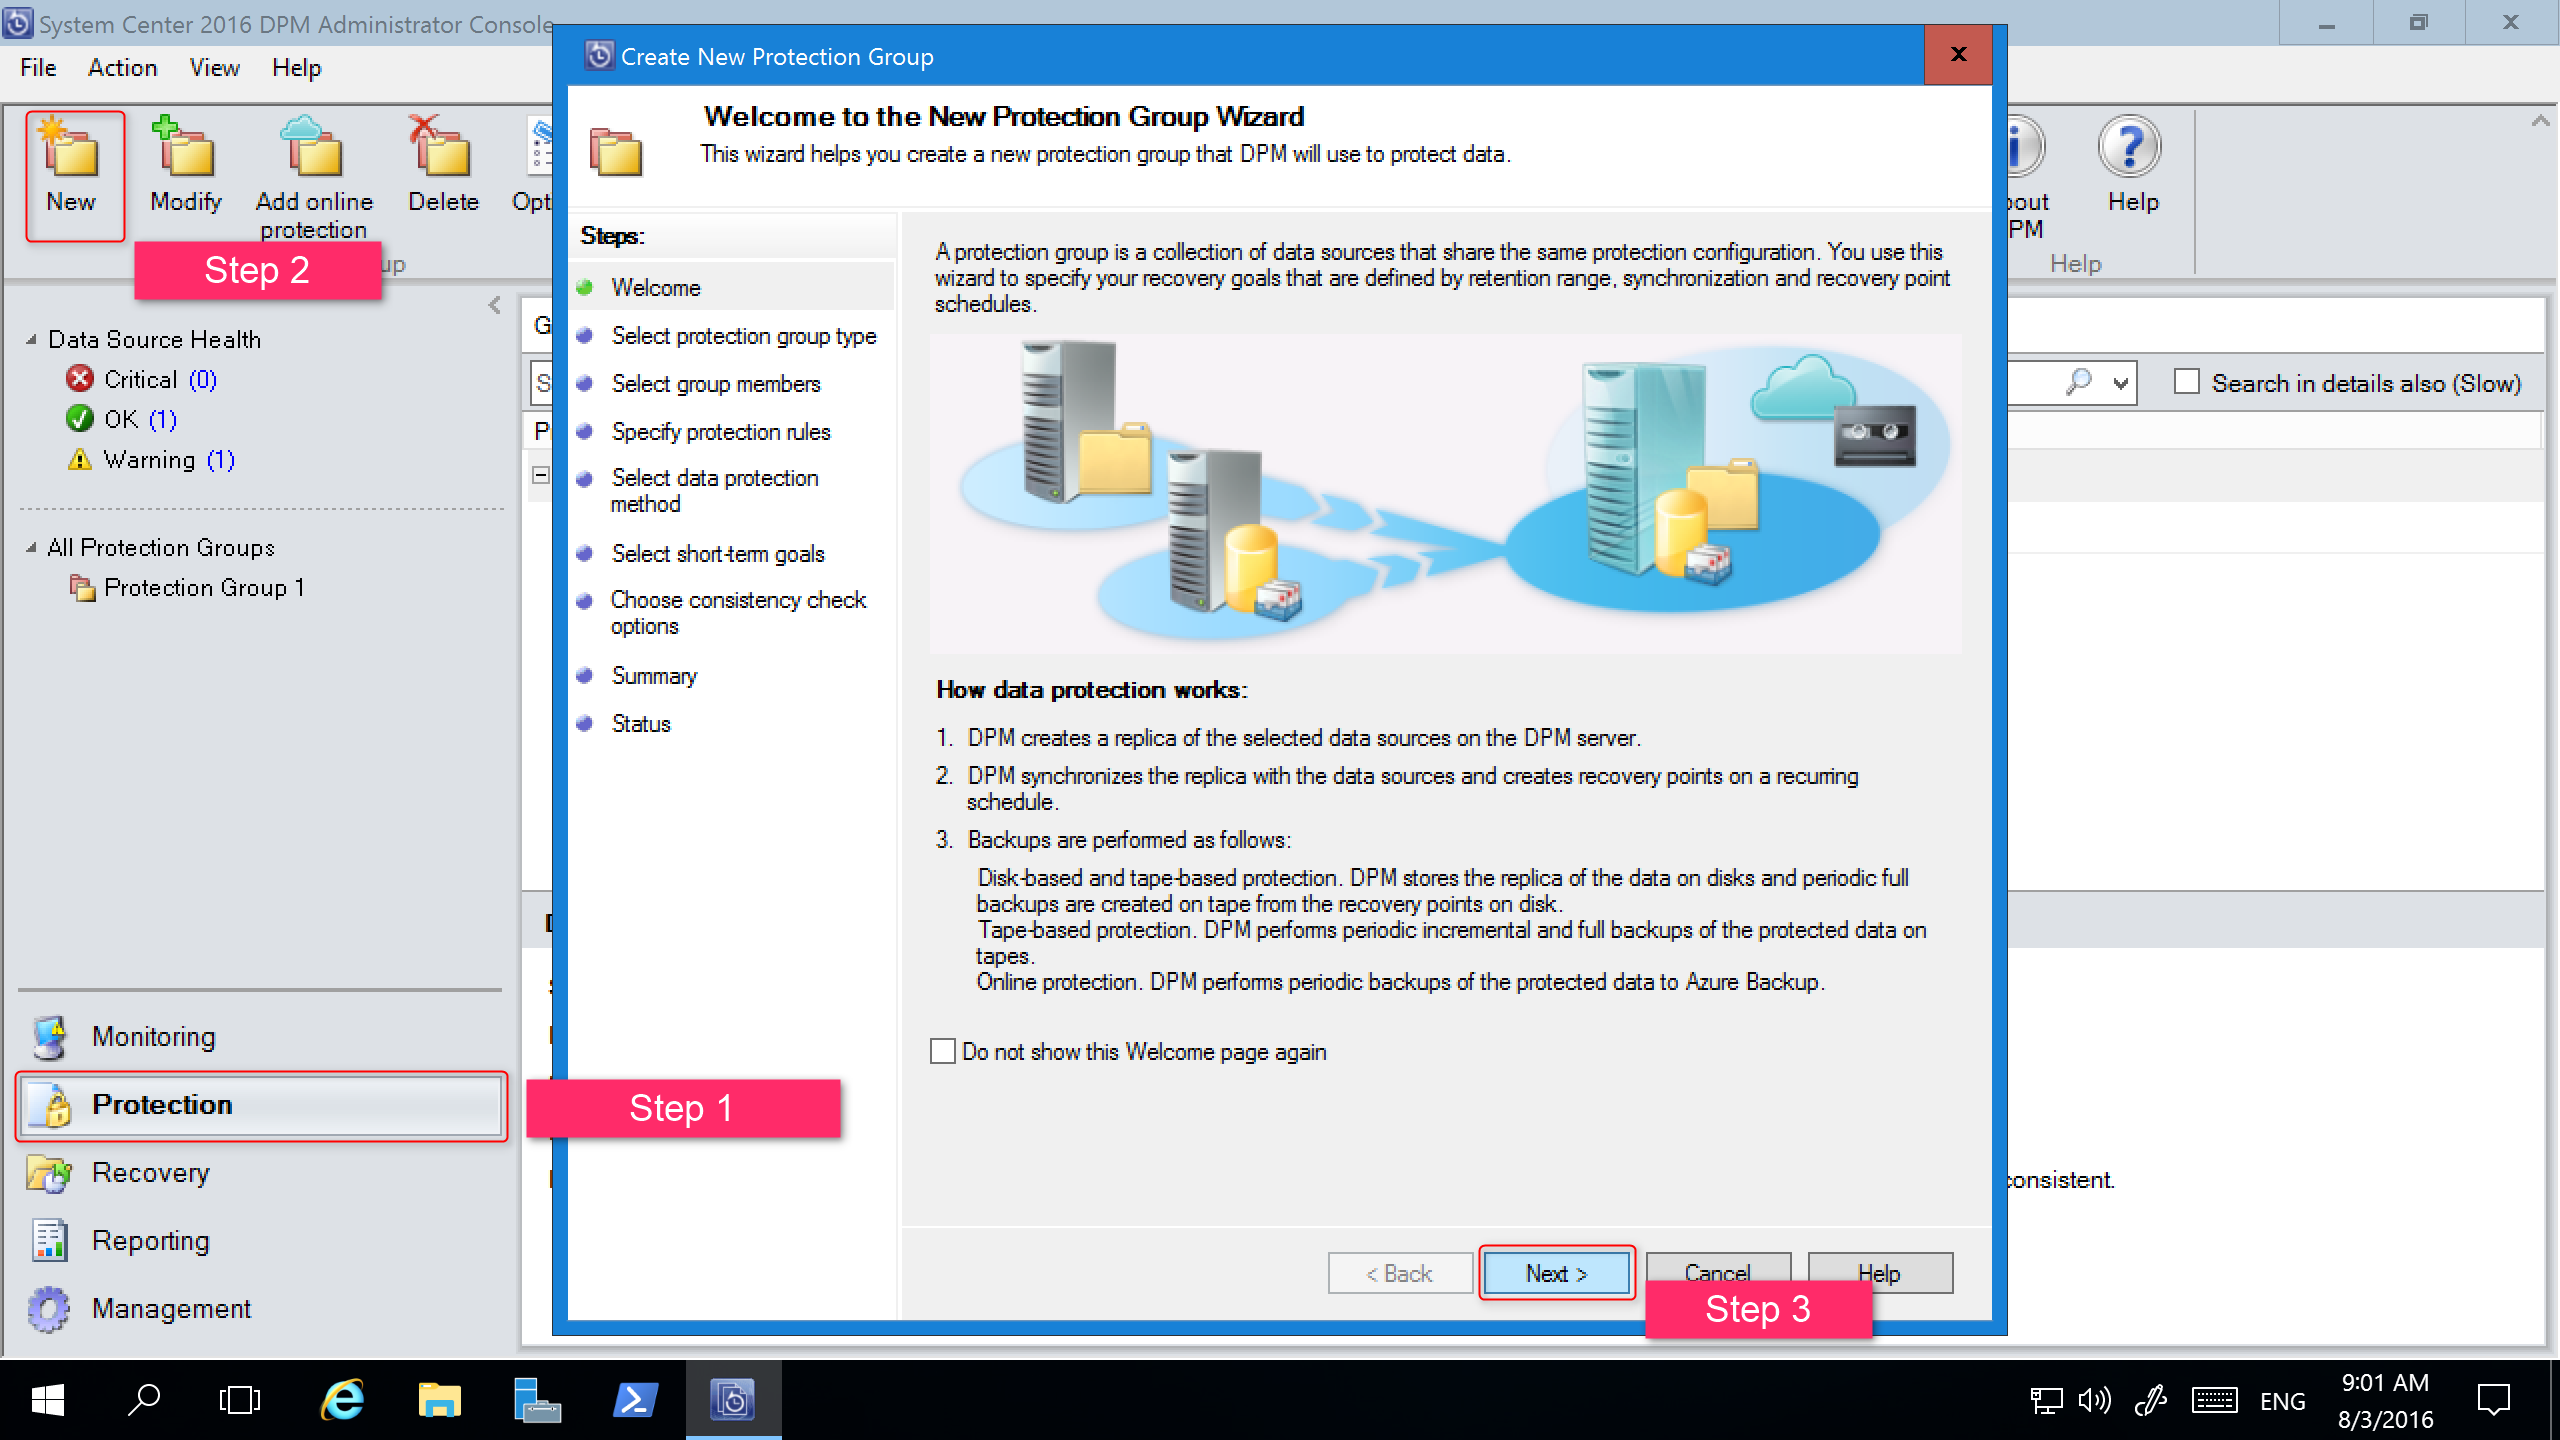 System Center 2016 DPM Administrator Console
File Action View Help
New
Modify
Add online
protection
Delete
Help
Help
Step 2
Data Source Health
Critical (0)
OK (1)
Warning (1)
All Protection Groups
Protection Group 1
Monitoring
Protection
Recovery
Reporting
Management
Step 1
Create New Protection Group
Welcome to the New Protection Group Wizard
This wizard helps you create a new protection group that DPM will use to protect data.
Steps:
Welcome
Select protection group type
Select group members
Specify protection rules
Select data protection
method
Select short-term goals
Choose consistency check
options
Summary
Status
A protection group is a collection of data sources that share the same protection configuration. You use this
wizard to specify your recovery goals that are defined by retention range, synchronization and recovery point
schedules.
How data protection works:
1. DPM creates a replica of the selected data sources on the DPM server.
2. DPM synchronizes the replica with the data sources and creates recovery points on a recurring
schedule.
3. Backups are performed as follows:
Disk-based and tape-based protection. DPM stores the replica of the data on disks and periodic full
backups are created on tape from the recovery points on disk.
Tape-based protection. DPM performs periodic incremental and full backups of the protected data on
tapes.
Online protection. DPM performs periodic backups of the protected data to Azure Backup.
Do not show this Welcome page again
< Back
Next >
Cancel
Help
Step 3
Search in details also (Slow)
consistent.
ENG
9:01 AM
8/3/2016